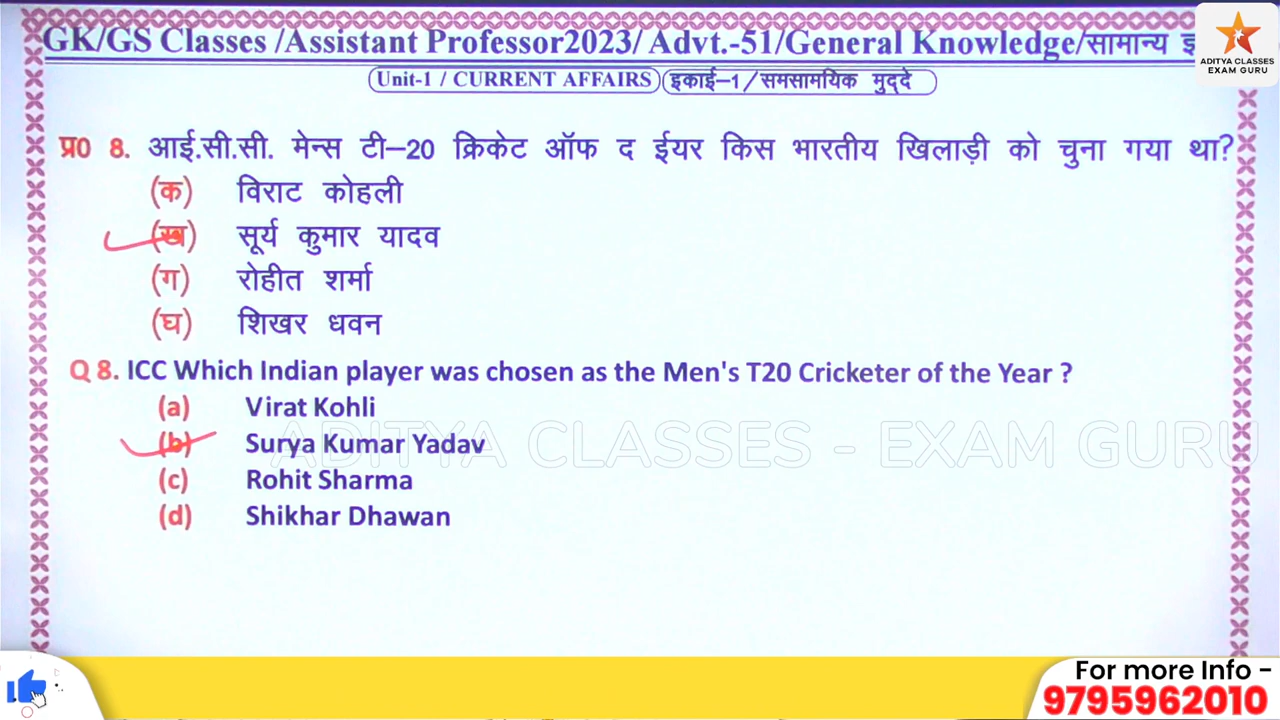 GK/GS Classes /Assistant Professor2023/ Advt.-51/General Knowledge/सामान्य
ADITYA CLASSES
EXAM GURU
Unit-1 / CURRENT AFFAIRS इकाई–1/समसामयिक मुद्दे
प्र0 8. आई.सी.सी. मेन्स टी–20 क्रिकेट ऑफ द ईयर किस भारतीय खिलाड़ी को चुना गया था?
(क) विराट कोहली
(ख) सूर्य कुमार यादव
(ग) रोहीत शर्मा
(घ) शिखर धवन
Q 8. ICC Which Indian player was chosen as the Men's T20 Cricketer of the Year ?
(a) Virat Kohli
(b) Surya Kumar Yadav
(c) Rohit Sharma
(d) Shikhar Dhawan
ADITYA CLASSES - EXAM GURU
For more Info -
9795962010